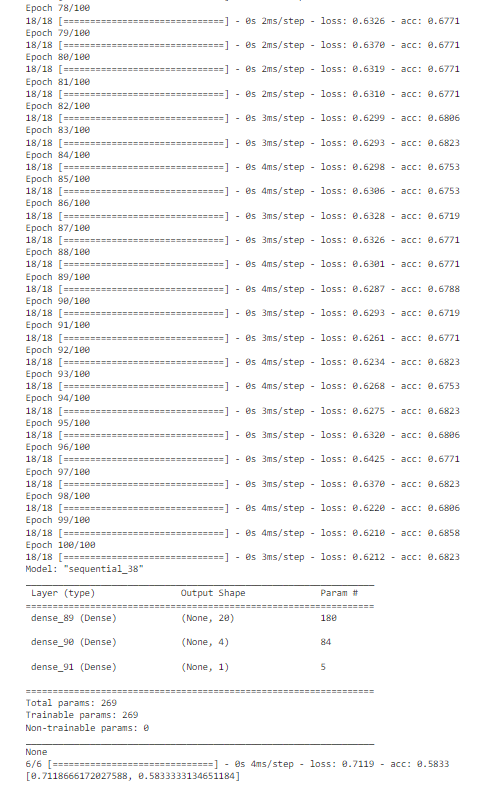 Epoch 78/100
18/18 [==============================] - 0s 2ms/step - loss: 0.6326 - acc: 0.6771
Epoch 79/100
18/18 [==============================] - 0s 2ms/step - loss: 0.6370 - acc: 0.6771
Epoch 80/100
18/18 [==============================] - 0s 2ms/step - loss: 0.6319 - acc: 0.6771
Epoch 81/100
18/18 [==============================] - 0s 2ms/step - loss: 0.6310 - acc: 0.6771
Epoch 82/100
18/18 [==============================] - 0s 3ms/step - loss: 0.6299 - acc: 0.6806
Epoch 83/100
18/18 [==============================] - 0s 3ms/step - loss: 0.6293 - acc: 0.6823
Epoch 84/100
18/18 [==============================] - 0s 4ms/step - loss: 0.6298 - acc: 0.6753
Epoch 85/100
18/18 [==============================] - 0s 4ms/step - loss: 0.6306 - acc: 0.6753
Epoch 86/100
18/18 [==============================] - 0s 3ms/step - loss: 0.6328 - acc: 0.6719
Epoch 87/100
18/18 [==============================] - 0s 3ms/step - loss: 0.6326 - acc: 0.6771
Epoch 88/100
18/18 [==============================] - 0s 4ms/step - loss: 0.6301 - acc: 0.6771
Epoch 89/100
18/18 [==============================] - 0s 4ms/step - loss: 0.6287 - acc: 0.6788
Epoch 90/100
18/18 [==============================] - 0s 3ms/step - loss: 0.6293 - acc: 0.6719
Epoch 91/100
18/18 [==============================] - 0s 3ms/step - loss: 0.6261 - acc: 0.6771
Epoch 92/100
18/18 [==============================] - 0s 4ms/step - loss: 0.6234 - acc: 0.6823
Epoch 93/100
18/18 [==============================] - 0s 4ms/step - loss: 0.6268 - acc: 0.6753
Epoch 94/100
18/18 [==============================] - 0s 3ms/step - loss: 0.6275 - acc: 0.6823
Epoch 95/100
18/18 [==============================] - 0s 3ms/step - loss: 0.6320 - acc: 0.6806
Epoch 96/100
18/18 [==============================] - 0s 3ms/step - loss: 0.6425 - acc: 0.6771
Epoch 97/100
18/18 [==============================] - 0s 3ms/step - loss: 0.6370 - acc: 0.6823
Epoch 98/100
18/18 [==============================] - 0s 4ms/step - loss: 0.6220 - acc: 0.6806
Epoch 99/100
18/18 [==============================] - 0s 4ms/step - loss: 0.6210 - acc: 0.6858
Epoch 100/100
18/18 [==============================] - 0s 3ms/step - loss: 0.6212 - acc: 0.6823
Model: "sequential_38"
_________________________________________________________________
Layer (type) Output Shape Param #
=================================================================
dense_89 (Dense) (None, 20) 180
dense_90 (Dense) (None, 4) 84
dense_91 (Dense) (None, 1) 5
=================================================================
Total params: 269
Trainable params: 269
Non-trainable params: 0
_________________________________________________________________
None
6/6 [==============================] - 0s 4ms/step - loss: 0.7119 - acc: 0.5833
[0.7118666172027588, 0.5833333134651184]